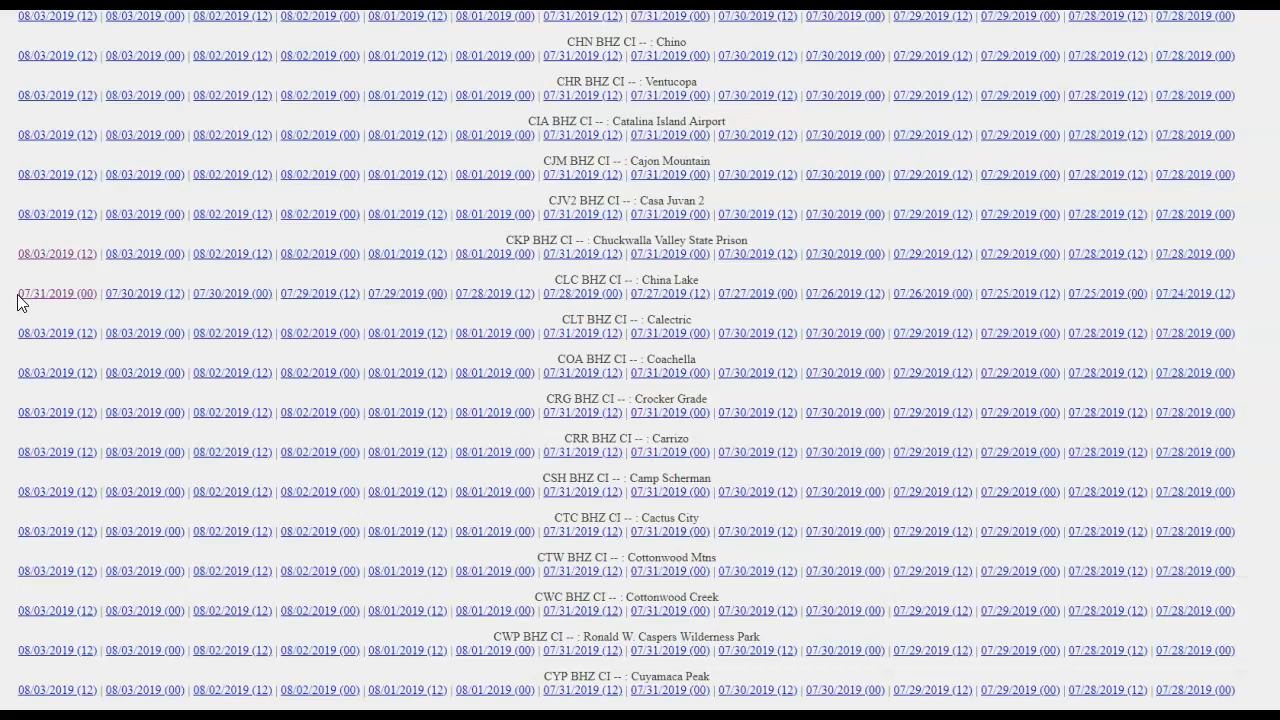 08/03/2019 (12) | 08/03/2019 (00) | 08/02/2019 (12) | 08/02/2019 (00) | 08/01/2019 (12) | 08/01/2019 (00) | 07/31/2019 (12) | 07/31/2019 (00) | 07/30/2019 (12) | 07/30/2019 (00) | 07/29/2019 (12) | 07/29/2019 (00) | 07/28/2019 (12) | 07/28/2019 (00)
CHN BHZ CI -- : Chino
08/03/2019 (12) | 08/03/2019 (00) | 08/02/2019 (12) | 08/02/2019 (00) | 08/01/2019 (12) | 08/01/2019 (00) | 07/31/2019 (12) | 07/31/2019 (00) | 07/30/2019 (12) | 07/30/2019 (00) | 07/29/2019 (12) | 07/29/2019 (00) | 07/28/2019 (12) | 07/28/2019 (00)
CHR BHZ CI -- : Ventucopa
08/03/2019 (12) | 08/03/2019 (00) | 08/02/2019 (12) | 08/02/2019 (00) | 08/01/2019 (12) | 08/01/2019 (00) | 07/31/2019 (12) | 07/31/2019 (00) | 07/30/2019 (12) | 07/30/2019 (00) | 07/29/2019 (12) | 07/29/2019 (00) | 07/28/2019 (12) | 07/28/2019 (00)
CIA BHZ CI -- : Catalina Island Airport
08/03/2019 (12) | 08/03/2019 (00) | 08/02/2019 (12) | 08/02/2019 (00) | 08/01/2019 (12) | 08/01/2019 (00) | 07/31/2019 (12) | 07/31/2019 (00) | 07/30/2019 (12) | 07/30/2019 (00) | 07/29/2019 (12) | 07/29/2019 (00) | 07/28/2019 (12) | 07/28/2019 (00)
CJM BHZ CI -- : Cajon Mountain
08/03/2019 (12) | 08/03/2019 (00) | 08/02/2019 (12) | 08/02/2019 (00) | 08/01/2019 (12) | 08/01/2019 (00) | 07/31/2019 (12) | 07/31/2019 (00) | 07/30/2019 (12) | 07/30/2019 (00) | 07/29/2019 (12) | 07/29/2019 (00) | 07/28/2019 (12) | 07/28/2019 (00)
CJV2 BHZ CI -- : Casa Juvan 2
08/03/2019 (12) | 08/03/2019 (00) | 08/02/2019 (12) | 08/02/2019 (00) | 08/01/2019 (12) | 08/01/2019 (00) | 07/31/2019 (12) | 07/31/2019 (00) | 07/30/2019 (12) | 07/30/2019 (00) | 07/29/2019 (12) | 07/29/2019 (00) | 07/28/2019 (12) | 07/28/2019 (00)
CKP BHZ CI -- : Chuckwalla Valley State Prison
08/03/2019 (12) | 08/03/2019 (00) | 08/02/2019 (12) | 08/02/2019 (00) | 08/01/2019 (12) | 08/01/2019 (00) | 07/31/2019 (12) | 07/31/2019 (00) | 07/30/2019 (12) | 07/30/2019 (00) | 07/29/2019 (12) | 07/29/2019 (00) | 07/28/2019 (12) | 07/28/2019 (00)
CLC BHZ CI -- : China Lake
07/31/2019 (00) | 07/30/2019 (12) | 07/30/2019 (00) | 07/29/2019 (12) | 07/29/2019 (00) | 07/28/2019 (12) | 07/28/2019 (00) | 07/27/2019 (12) | 07/27/2019 (00) | 07/26/2019 (12) | 07/26/2019 (00) | 07/25/2019 (12) | 07/25/2019 (00) | 07/24/2019 (12)
CLT BHZ CI -- : Calectric
08/03/2019 (12) | 08/03/2019 (00) | 08/02/2019 (12) | 08/02/2019 (00) | 08/01/2019 (12) | 08/01/2019 (00) | 07/31/2019 (12) | 07/31/2019 (00) | 07/30/2019 (12) | 07/30/2019 (00) | 07/29/2019 (12) | 07/29/2019 (00) | 07/28/2019 (12) | 07/28/2019 (00)
COA BHZ CI -- : Coachella
08/03/2019 (12) | 08/03/2019 (00) | 08/02/2019 (12) | 08/02/2019 (00) | 08/01/2019 (12) | 08/01/2019 (00) | 07/31/2019 (12) | 07/31/2019 (00) | 07/30/2019 (12) | 07/30/2019 (00) | 07/29/2019 (12) | 07/29/2019 (00) | 07/28/2019 (12) | 07/28/2019 (00)
CRG BHZ CI -- : Crocker Grade
08/03/2019 (12) | 08/03/2019 (00) | 08/02/2019 (12) | 08/02/2019 (00) | 08/01/2019 (12) | 08/01/2019 (00) | 07/31/2019 (12) | 07/31/2019 (00) | 07/30/2019 (12) | 07/30/2019 (00) | 07/29/2019 (12) | 07/29/2019 (00) | 07/28/2019 (12) | 07/28/2019 (00)
CRR BHZ CI -- : Carrizo
08/03/2019 (12) | 08/03/2019 (00) | 08/02/2019 (12) | 08/02/2019 (00) | 08/01/2019 (12) | 08/01/2019 (00) | 07/31/2019 (12) | 07/31/2019 (00) | 07/30/2019 (12) | 07/30/2019 (00) | 07/29/2019 (12) | 07/29/2019 (00) | 07/28/2019 (12) | 07/28/2019 (00)
CSH BHZ CI -- : Camp Scherman
08/03/2019 (12) | 08/03/2019 (00) | 08/02/2019 (12) | 08/02/2019 (00) | 08/01/2019 (12) | 08/01/2019 (00) | 07/31/2019 (12) | 07/31/2019 (00) | 07/30/2019 (12) | 07/30/2019 (00) | 07/29/2019 (12) | 07/29/2019 (00) | 07/28/2019 (12) | 07/28/2019 (00)
CTC BHZ CI -- : Cactus City
08/03/2019 (12) | 08/03/2019 (00) | 08/02/2019 (12) | 08/02/2019 (00) | 08/01/2019 (12) | 08/01/2019 (00) | 07/31/2019 (12) | 07/31/2019 (00) | 07/30/2019 (12) | 07/30/2019 (00) | 07/29/2019 (12) | 07/29/2019 (00) | 07/28/2019 (12) | 07/28/2019 (00)
CTW BHZ CI -- : Cottonwood Mtns
08/03/2019 (12) | 08/03/2019 (00) | 08/02/2019 (12) | 08/02/2019 (00) | 08/01/2019 (12) | 08/01/2019 (00) | 07/31/2019 (12) | 07/31/2019 (00) | 07/30/2019 (12) | 07/30/2019 (00) | 07/29/2019 (12) | 07/29/2019 (00) | 07/28/2019 (12) | 07/28/2019 (00)
CWC BHZ CI -- : Cottonwood Creek
08/03/2019 (12) | 08/03/2019 (00) | 08/02/2019 (12) | 08/02/2019 (00) | 08/01/2019 (12) | 08/01/2019 (00) | 07/31/2019 (12) | 07/31/2019 (00) | 07/30/2019 (12) | 07/30/2019 (00) | 07/29/2019 (12) | 07/29/2019 (00) | 07/28/2019 (12) | 07/28/2019 (00)
CWP BHZ CI -- : Ronald W. Caspers Wilderness Park
08/03/2019 (12) | 08/03/2019 (00) | 08/02/2019 (12) | 08/02/2019 (00) | 08/01/2019 (12) | 08/01/2019 (00) | 07/31/2019 (12) | 07/31/2019 (00) | 07/30/2019 (12) | 07/30/2019 (00) | 07/29/2019 (12) | 07/29/2019 (00) | 07/28/2019 (12) | 07/28/2019 (00)
CYP BHZ CI -- : Cuyamaca Peak
08/03/2019 (12) | 08/03/2019 (00) | 08/02/2019 (12) | 08/02/2019 (00) | 08/01/2019 (12) | 08/01/2019 (00) | 07/31/2019 (12) | 07/31/2019 (00) | 07/30/2019 (12) | 07/30/2019 (00) | 07/29/2019 (12) | 07/29/2019 (00) | 07/28/2019 (12) | 07/28/2019 (00)